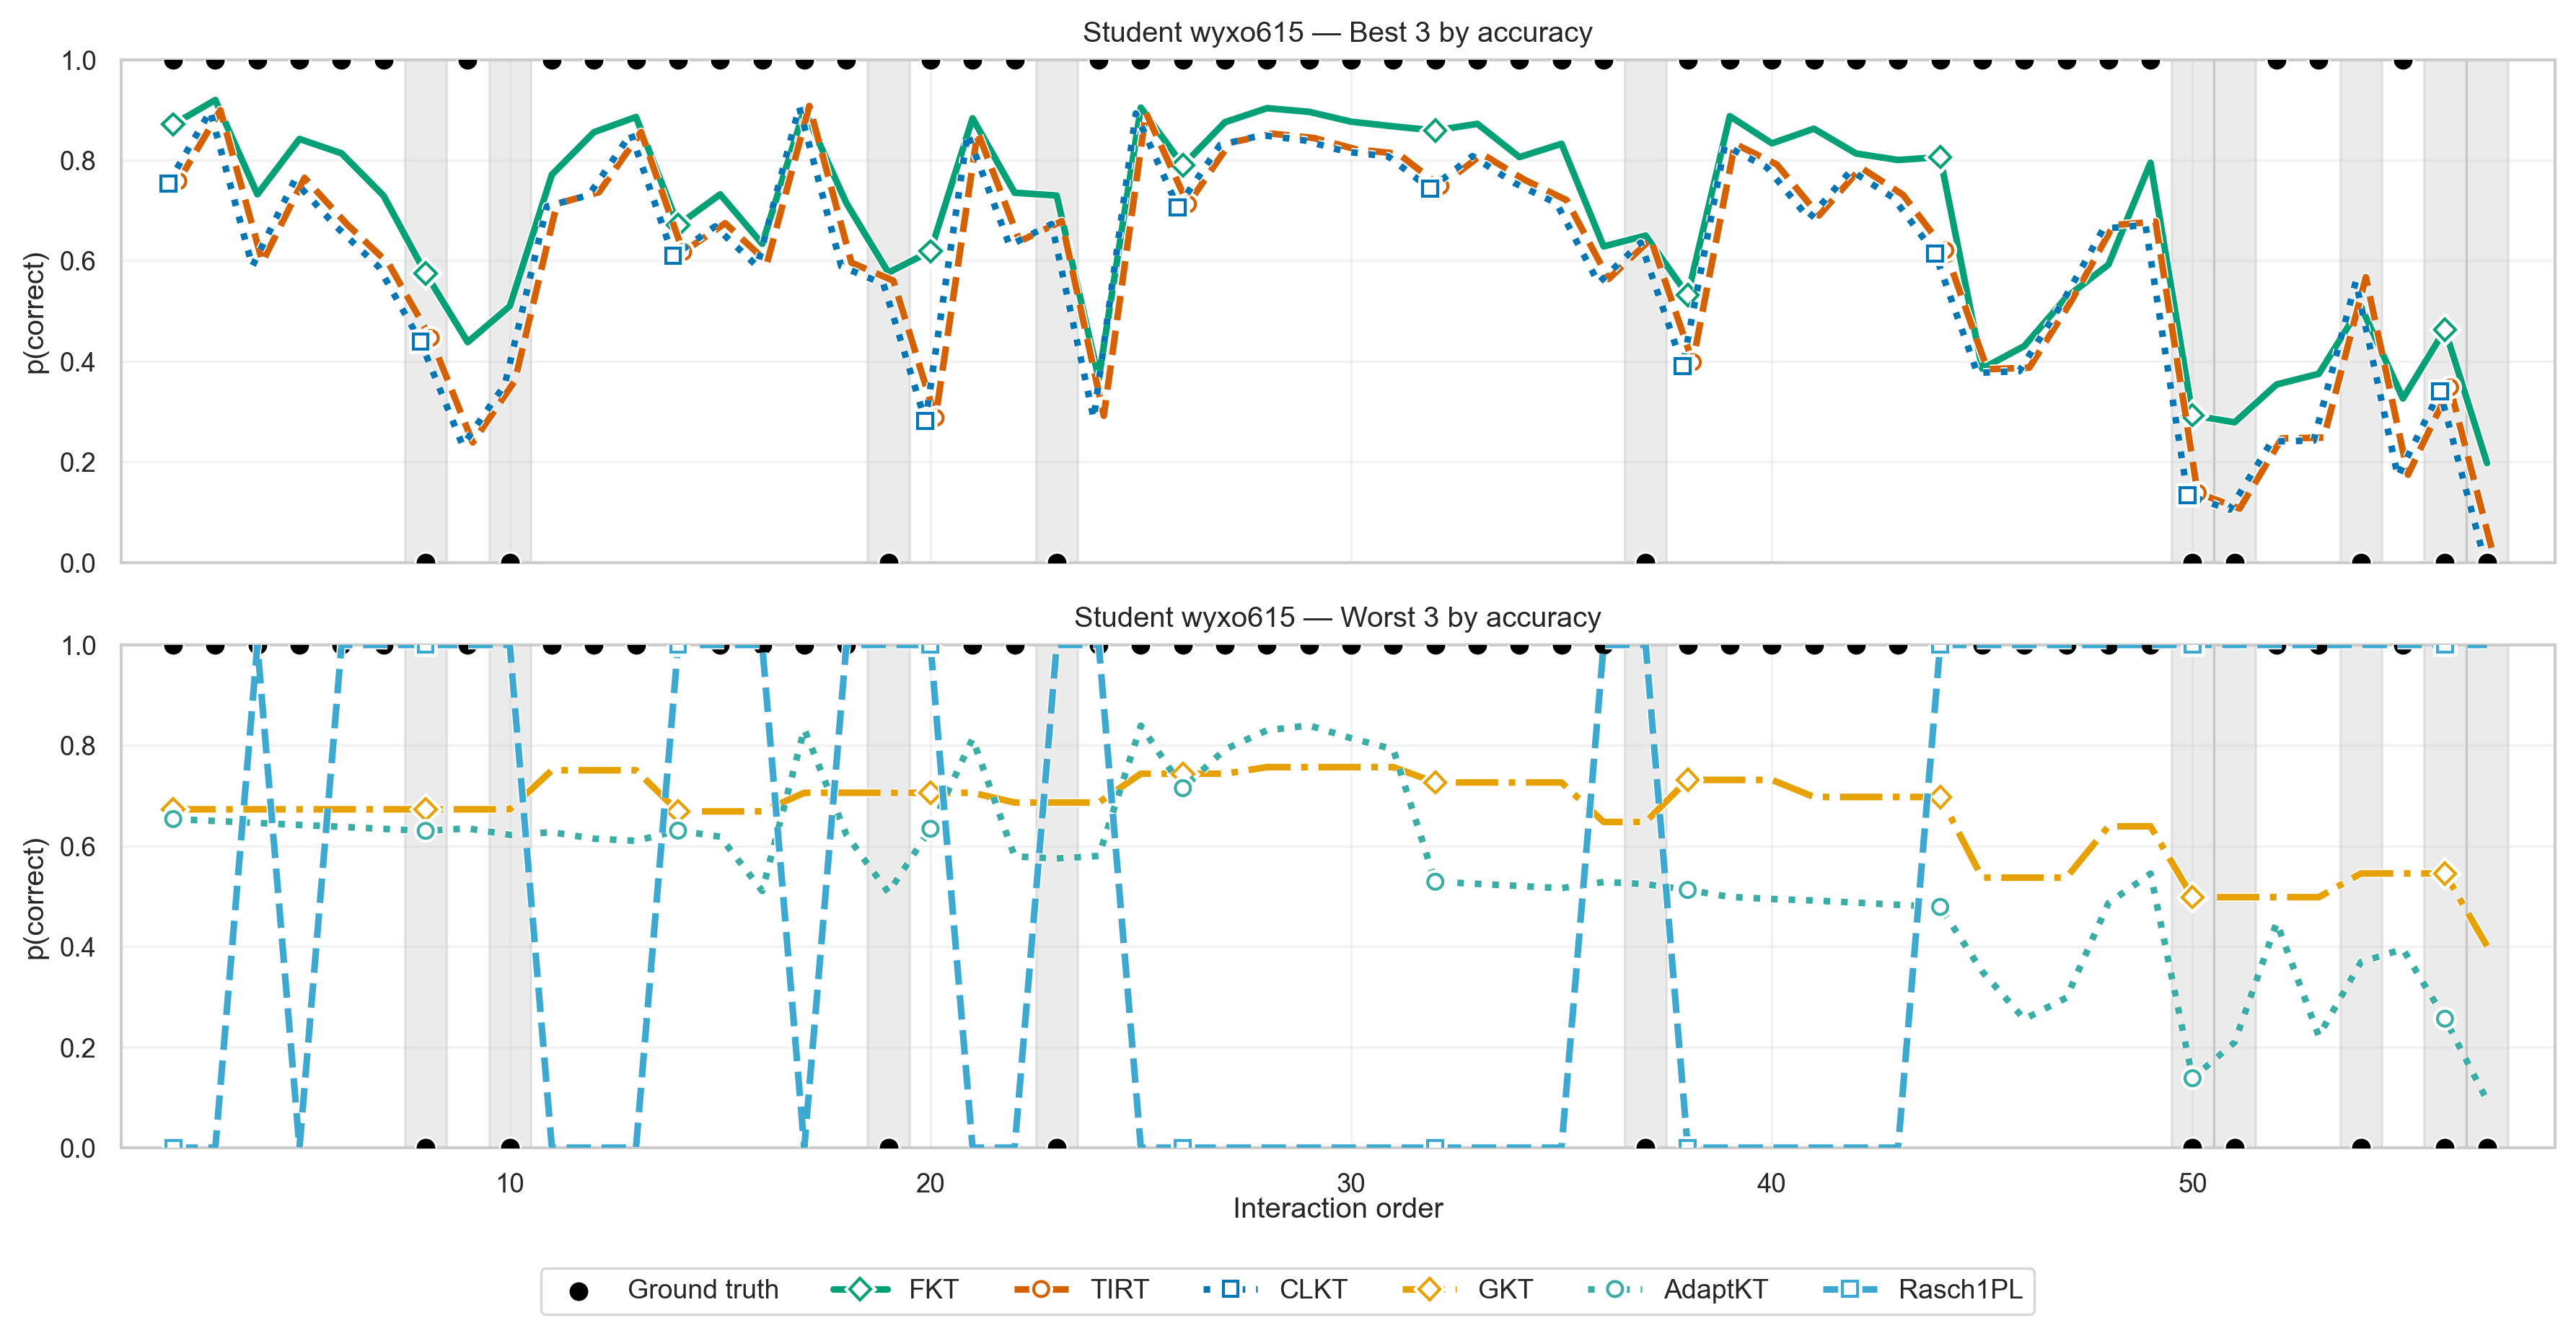 Student wyxo615 — Best 3 by accuracy
1.0
0.8
0.6
0.4
0.2
0.0
p(correct)
Student wyxo615 — Worst 3 by accuracy
1.0
0.8
0.6
0.4
0.2
0.0
p(correct)
10 20 30 40 50
Interaction order
Ground truth FKT TIRT CLKT GKT AdaptKT Rasch1PL